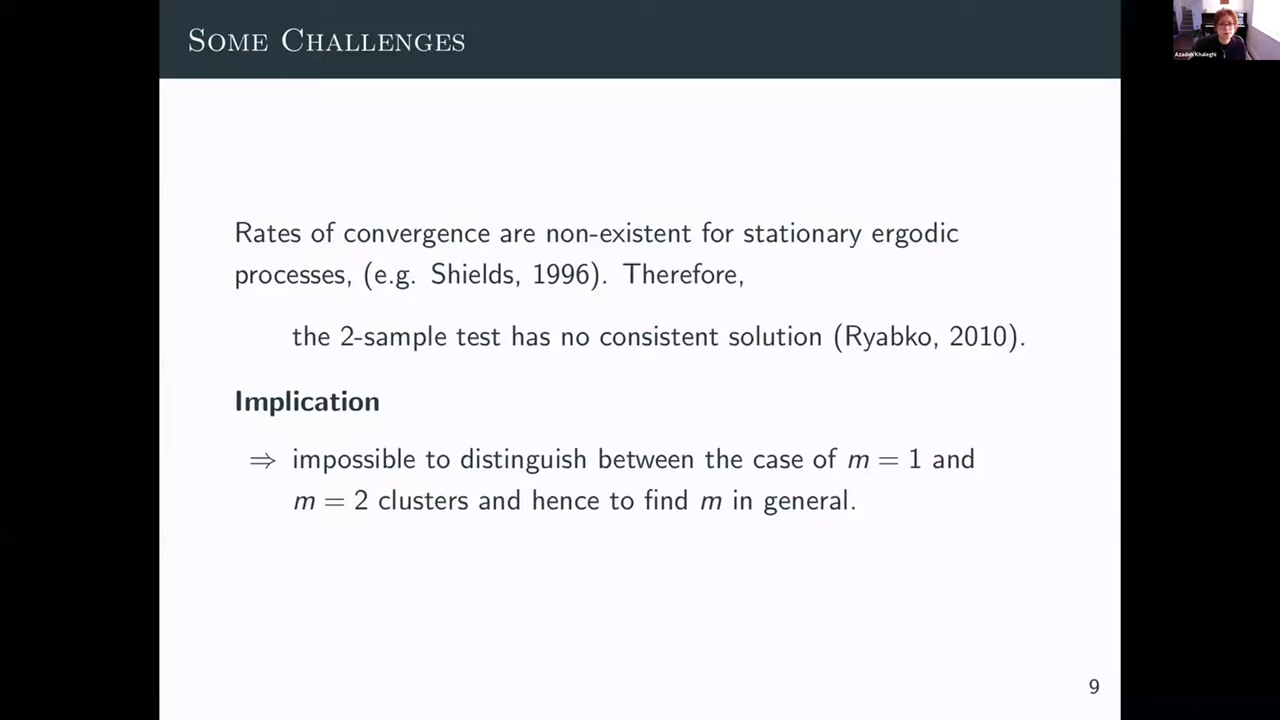 SOME CHALLENGES
Azadeh Khaleghi
Rates of convergence are non-existent for stationary ergodic
processes, (e.g. Shields, 1996). Therefore,
the 2-sample test has no consistent solution (Ryabko, 2010).
Implication
⇒ impossible to distinguish between the case of m = 1 and
m = 2 clusters and hence to find m in general.
9